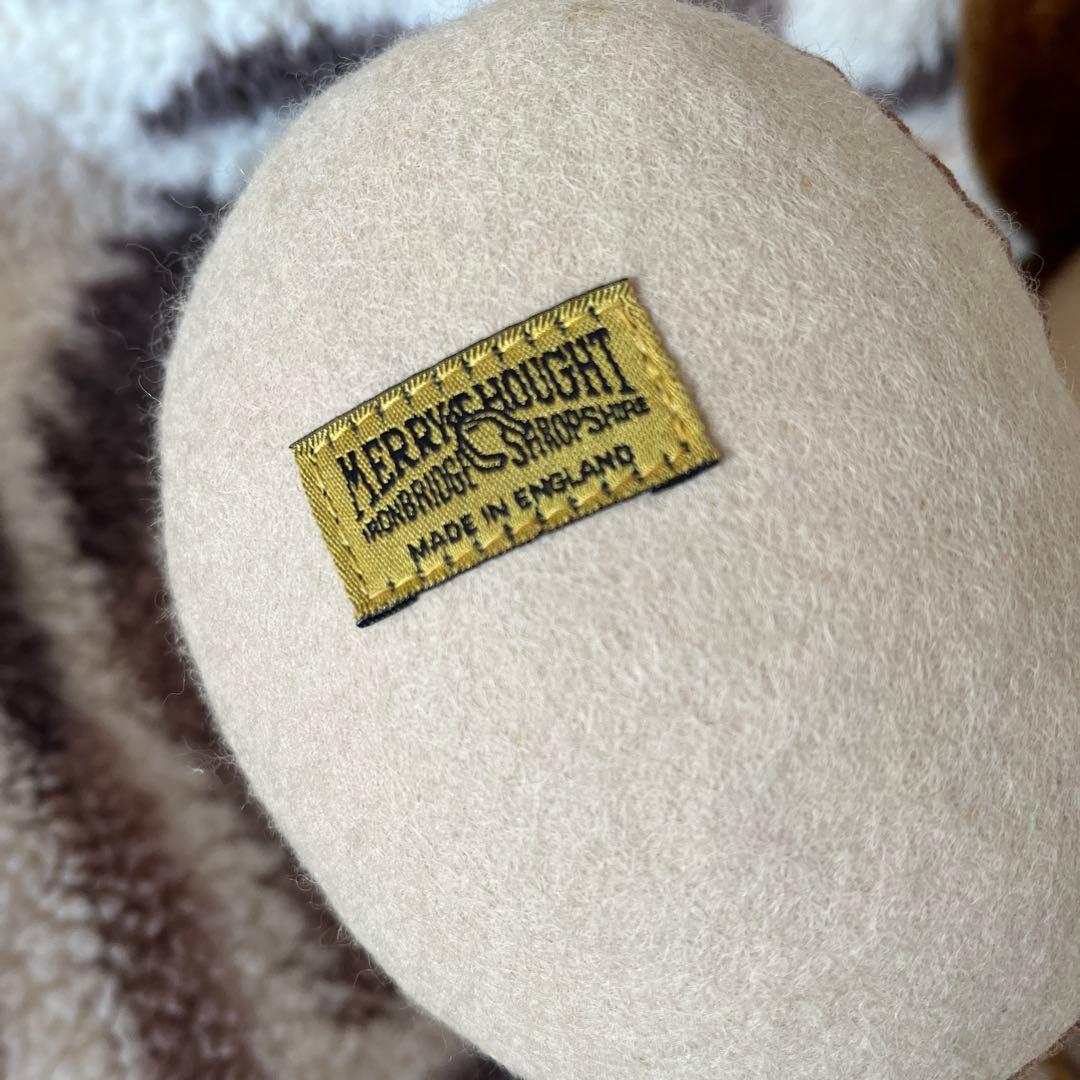 MERRYTHOUGHT
IRONBRIDGE SHROPSHIRE
MADE IN ENGLAND